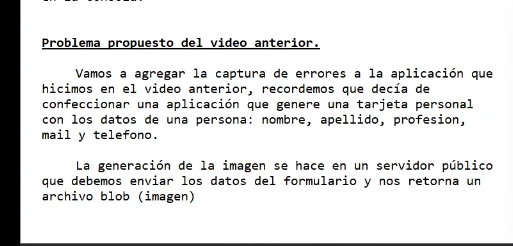 Problema propuesto del video anterior.
Vamos a agregar la captura de errores a la aplicación que
hicimos en el video anterior, recordemos que decía de
confeccionar una aplicación que genere una tarjeta personal
con los datos de una persona: nombre, apellido, profesion,
mail y telefono.
La generación de la imagen se hace en un servidor público
que debemos enviar los datos del formulario y nos retorna un
archivo blob (imagen)